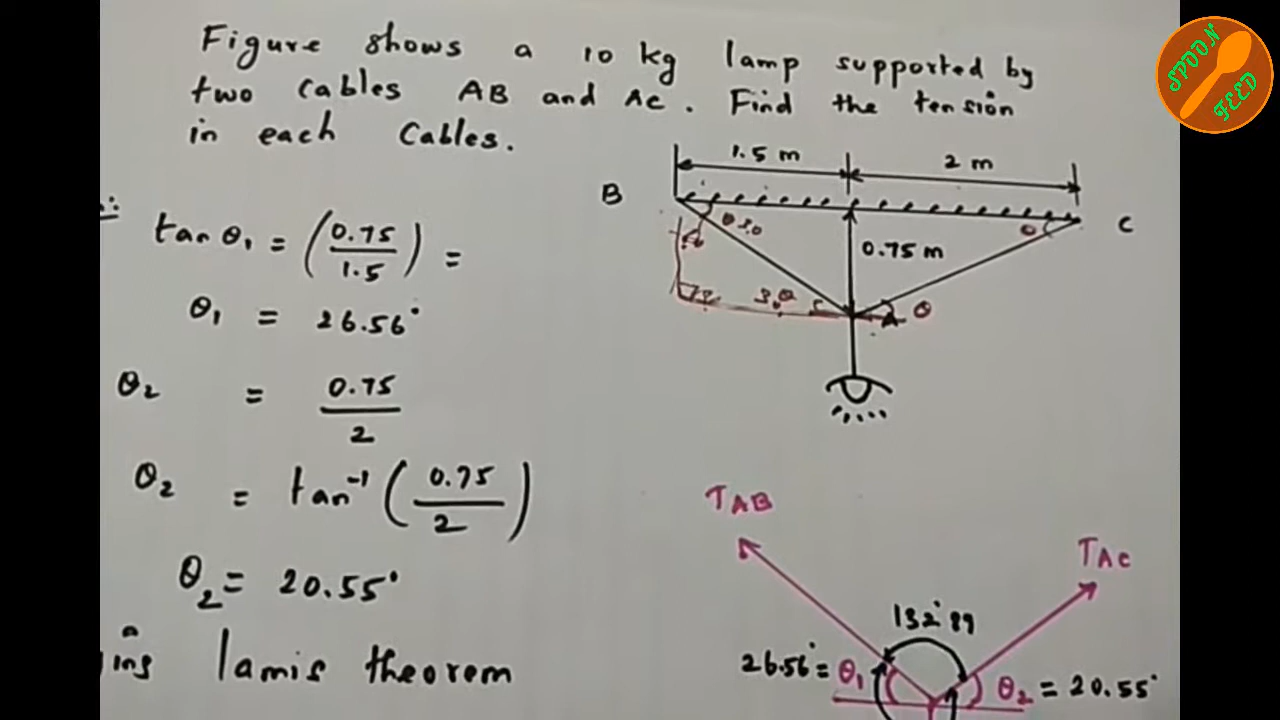 Figure shows a 10 kg lamp supported by
two cables AB and AC. Find the tension
in each Cables.
SPOON
FEED
1.5 m
2 m
B
C
0.75 m
θ
θ
tan θ₁ = (0.75/1.5) =
θ₁ = 26.56°
θ₂ = 0.75/2
θ₂ = tan⁻¹ (0.75/2)
θ₂ = 20.55°
lamis theorem
TAB
TAC
132°89
26.56° = θ₁
θ₂ = 20.55°